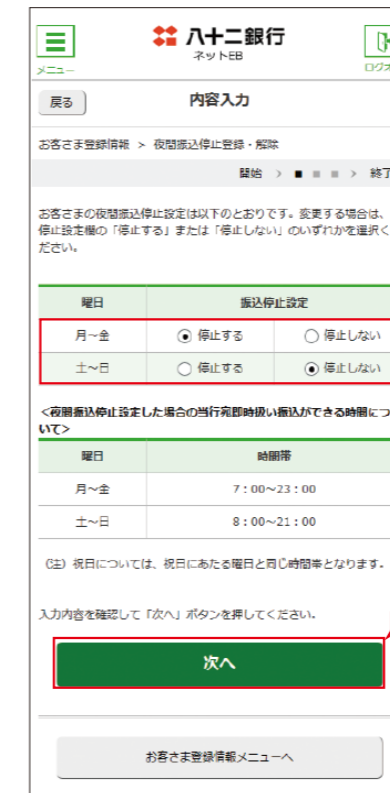 八十二銀行
ネットEB
メニュー
戻る
内容入力
お客さま登録情報 > 夜間振込停止登録・解除
開始 > ■ ■ ■ > 終了
お客さまの夜間振込停止設定は以下のとおりです。変更する場合は、
停止設定欄の「停止する」または「停止しない」のいずれかを選択く
ださい。
曜日 振込停止設定
月～金 停止する 停止しない
土～日 停止する 停止しない
<夜間振込停止設定した場合の当行宛即時扱い振込ができる時間につ
いて>
曜日 時間帯
月～金 7：00～23：00
土～日 8：00～21：00
（注）祝日については、祝日にあたる曜日と同じ時間帯となります。
入力内容を確認して「次へ」ボタンを押してください。
次へ
お客さま登録情報メニューへ